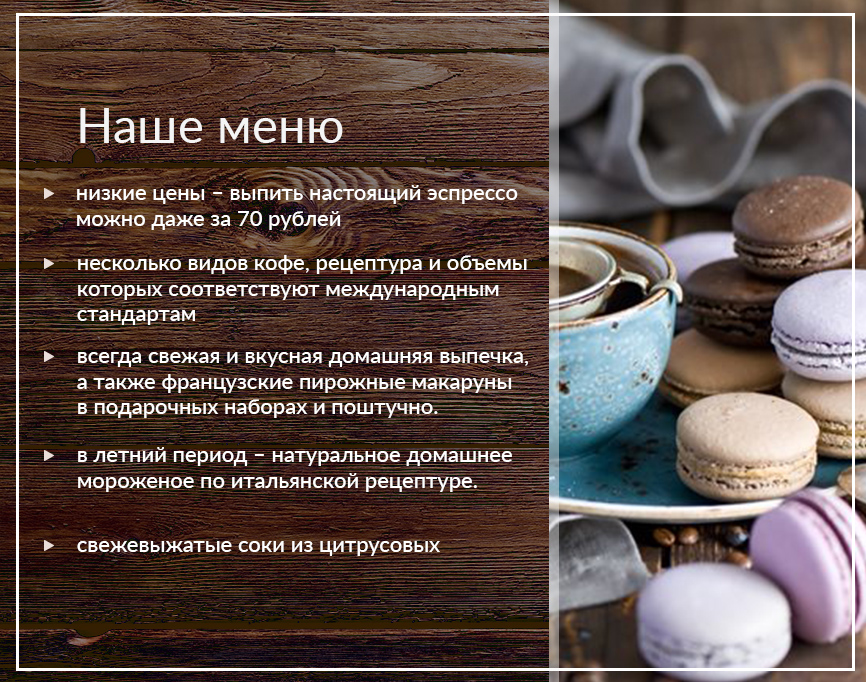 Наше меню
низкие цены – выпить настоящий эспрессо
можно даже за 70 рублей
несколько видов кофе, рецептура и объемы
которых соответствуют международным
стандартам
всегда свежая и вкусная домашняя выпечка,
а также французские пирожные макаруны
в подарочных наборах и поштучно.
в летний период – натуральное домашнее
мороженое по итальянской рецептуре.
свежевыжатые соки из цитрусовых